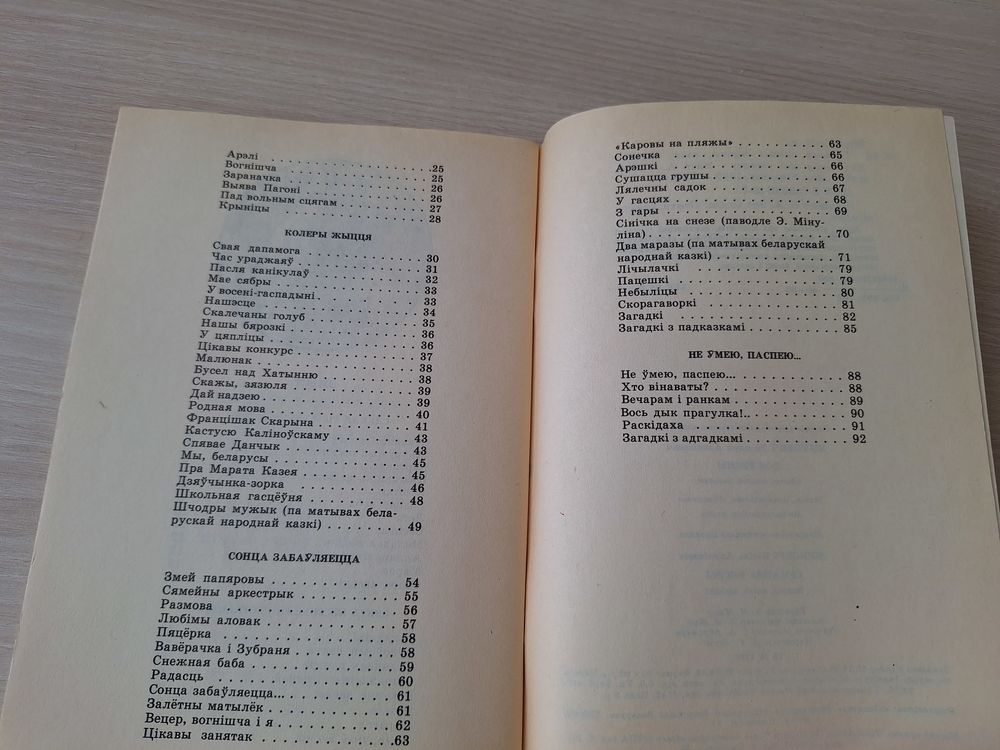 Арэлі . . . . . . . . . . . . . . . . .25
Вогнішча . . . . . . . . . . . . . . . 25
Зараначка . . . . . . . . . . . . . . 26
Выява Пагоні . . . . . . . . . . . . . 26
Пад вольным сцягам . . . . . . . . . . 27
Крыніцы . . . . . . . . . . . . . . . 28
КОЛЕРЫ ЖЫЦЦЯ
Свая дапамога . . . . . . . . . . . . 30
Час ураджаяў . . . . . . . . . . . . . 31
Пасля канікулаў . . . . . . . . . . . 32
Мае сябры . . . . . . . . . . . . . . 33
У восені-гаспадыні . . . . . . . . . . 33
Нашэсце . . . . . . . . . . . . . . . 34
Скалечаны голуб . . . . . . . . . . . 35
Нашы бярозкі . . . . . . . . . . . . . 36
У цяпліцы . . . . . . . . . . . . . . 36
Цікавы конкурс . . . . . . . . . . . . 37
Малюнак . . . . . . . . . . . . . . . 38
Бусел над Хатынню . . . . . . . . . . 38
Скажы, зязюля . . . . . . . . . . . . 39
Дай надзею . . . . . . . . . . . . . . 39
Родная мова . . . . . . . . . . . . . 40
Францішак Скарына . . . . . . . . . . 41
Кастусю Каліноўскаму . . . . . . . . . 43
Спявае Данчык . . . . . . . . . . . . 43
Мы, беларусы . . . . . . . . . . . . . 45
Пра Марата Казея . . . . . . . . . . . 45
Дзяўчынка-зорка . . . . . . . . . . . 46
Школьная гасцёўня . . . . . . . . . . 48
Шчодры мужык (па матывах бела-
рускай народнай казкі) . . . . . . . . 49
СОНЦА ЗАБАЎЛЯЕЦЦА
Змей папяровы . . . . . . . . . . . . 54
Сямейны аркестрык . . . . . . . . . . 55
Размова . . . . . . . . . . . . . . . 56
Любімы аловак . . . . . . . . . . . . 57
Пяцёрка . . . . . . . . . . . . . . . 58
Вавёрачка і Зубраня . . . . . . . . . 58
Снежная баба . . . . . . . . . . . . . 59
Радасць . . . . . . . . . . . . . . . 60
Сонца забаўляецца... . . . . . . . . . 61
Залётны матылёк . . . . . . . . . . . 61
Вецер, вогнішча і я . . . . . . . . . 62
Цікавы занятак . . . . . . . . . . . .63
«Каровы на пляжы» . . . . . . . . . . 63
Сонечка . . . . . . . . . . . . . . . 65
Арэшкі . . . . . . . . . . . . . . . . 66
Сушацца грушы . . . . . . . . . . . . 66
Лялечны садок . . . . . . . . . . . . 67
У гасцях . . . . . . . . . . . . . . . 68
З гары . . . . . . . . . . . . . . . . 69
Сінічка на снезе (паводле Э. Міну-
ліна) . . . . . . . . . . . . . . . . 70
Два маразы (па матывах беларускай
народнай казкі) . . . . . . . . . . . 71
Лічылачкі . . . . . . . . . . . . . . 79
Пацешкі . . . . . . . . . . . . . . . 79
Небыліцы . . . . . . . . . . . . . . . 80
Скорагаворкі . . . . . . . . . . . . . 81
Загадкі . . . . . . . . . . . . . . . 82
Загадкі з падказкамі . . . . . . . . . 85
НЕ ЎМЕЮ, ПАСПЕЮ...
Не ўмею, паспею... . . . . . . . . . . 88
Хто вінаваты? . . . . . . . . . . . . 88
Вечарам і ранкам . . . . . . . . . . . 89
Вось дык прагулка!.. . . . . . . . . . 90
Раскідаха . . . . . . . . . . . . . . 91
Загадкі з адгадкамі . . . . . . . . . 92